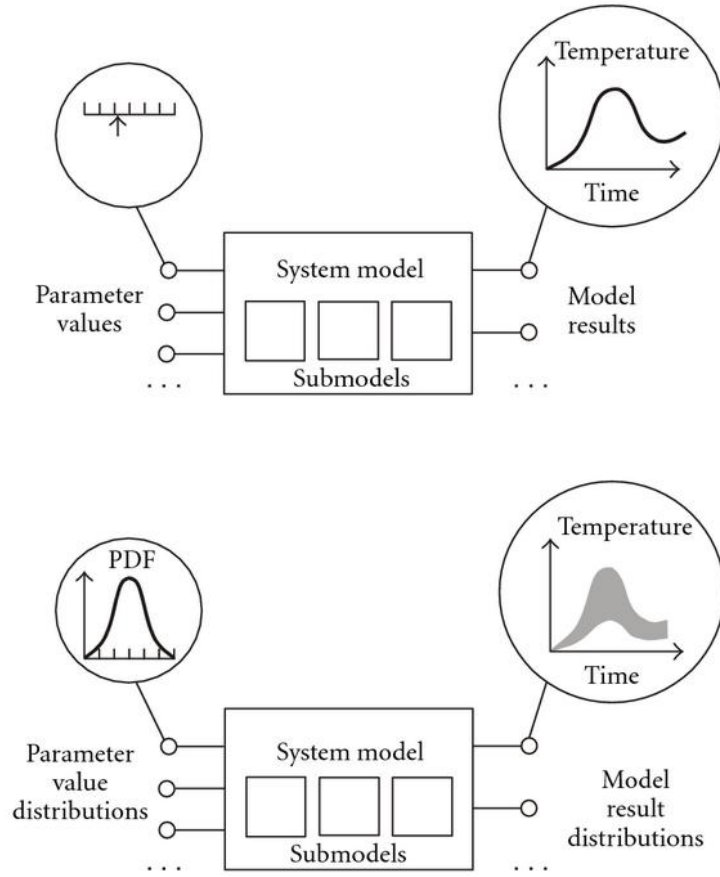 Temperature
Time
System model
Parameter
values
Model
results
Submodels
. . .
. . .
Temperature
PDF
Time
System model
Parameter
value
distributions
Model
result
distributions
Submodels
. . .
. . .